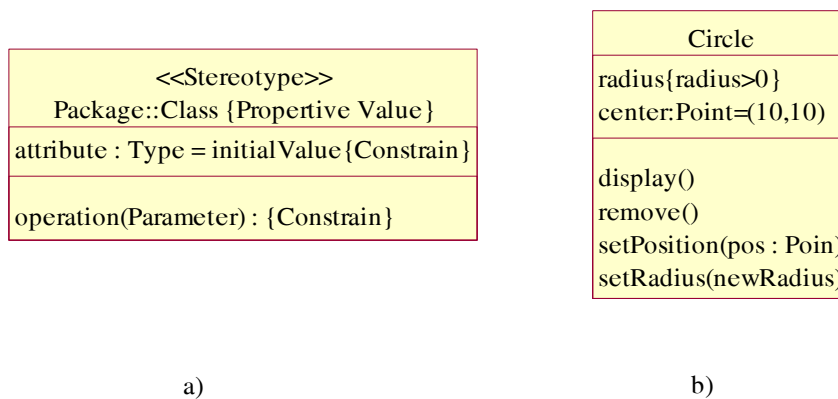 <<Stereotype>>
Package::Class {Propertive Value}
attribute : Type = initialValue{Constrain}
operation(Parameter) : {Constrain}
a)
Circle
radius{radius>0}
center:Point=(10,10)
display()
remove()
setPosition(pos : Poin)
setRadius(newRadius)
b)